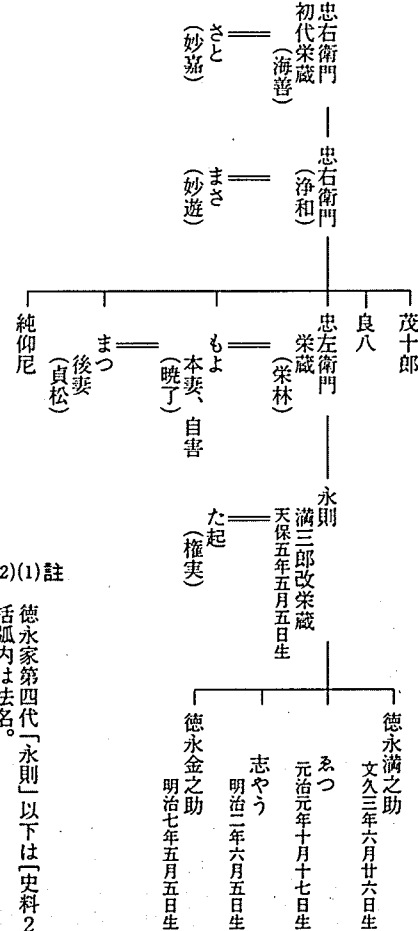 忠右衛門
初代栄蔵
(海善)
さと
(妙嘉)
忠右衛門
(浄和)
まさ
(妙遊)
茂十郎
良八
忠左衛門
栄蔵
(栄林)
もよ
本妻、自害
(暁了)
まつ
後妻
(貞松)
純仰尼
永則
満三郎改栄蔵
天保五年五月五日生
た起
(権実)
徳永満之助
文久三年六月廿六日生
ゑつ
元治元年十月十七日生
志やう
明治二年六月五日生
徳永金之助
明治七年五月五日生
註
(1) 徳永家第四代「永則」以下は[史料2
(2) 括弧内は法名。